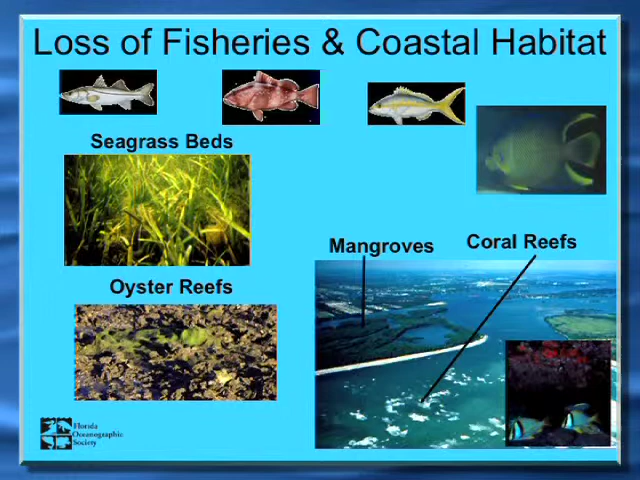 Loss of Fisheries & Coastal Habitat
Seagrass Beds
Mangroves
Coral Reefs
Oyster Reefs
Florida
Oceanographic
Society